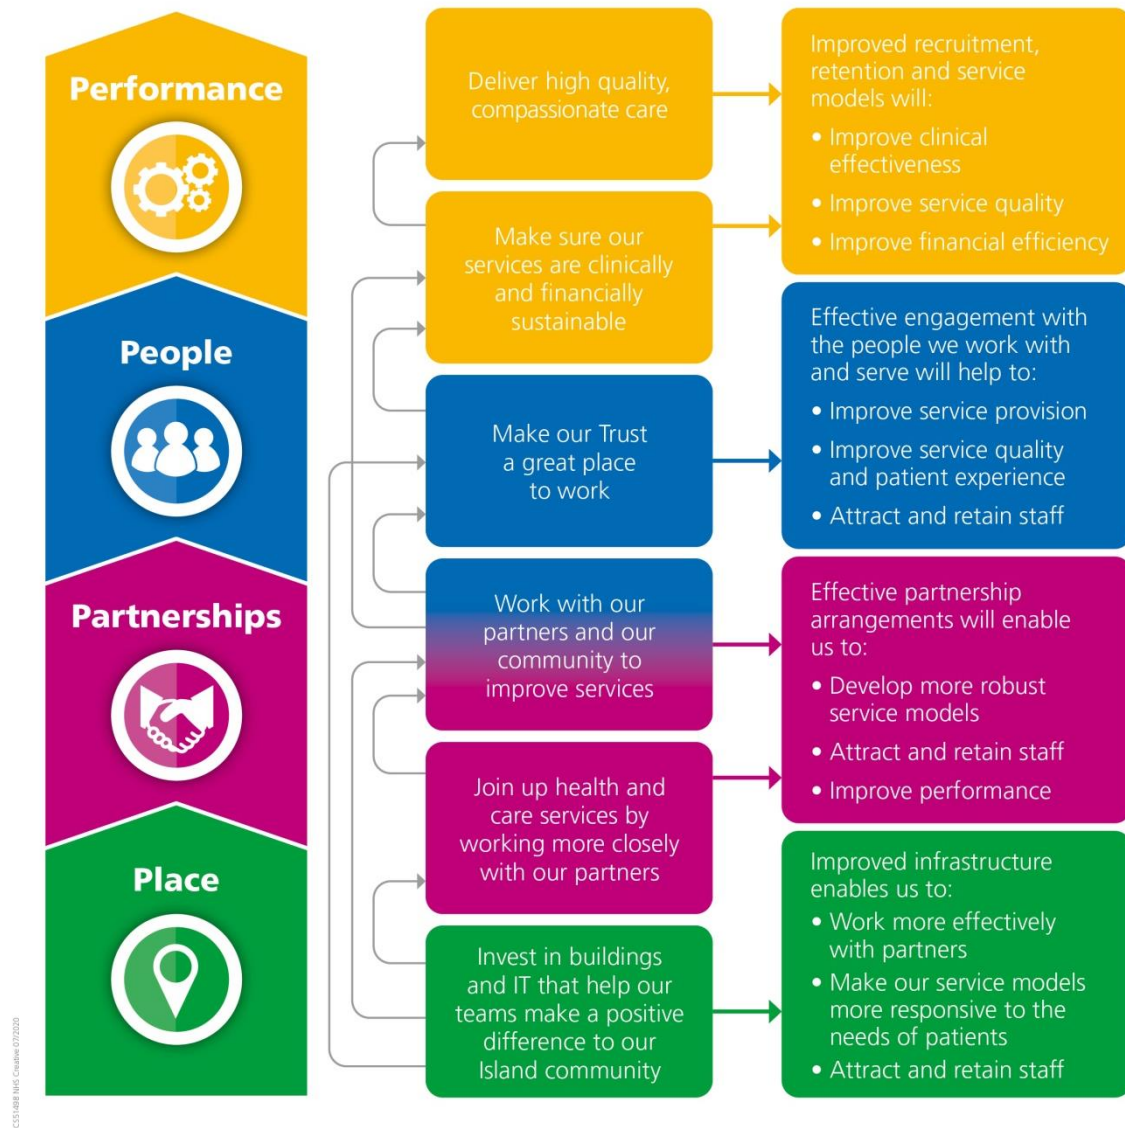 Performance
People
Partnerships
Place
Deliver high quality,
compassionate care
Make sure our
services are clinically
and financially
sustainable
Make our Trust
a great place
to work
Work with our
partners and our
community to
improve services
Join up health and
care services by
working more closely
with our partners
Invest in buildings
and IT that help our
teams make a positive
difference to our
Island community
Improved recruitment,
retention and service
models will:
• Improve clinical
effectiveness
• Improve service quality
• Improve financial efficiency
Effective engagement with
the people we work with
and serve will help to:
• Improve service provision
• Improve service quality
and patient experience
• Attract and retain staff
Effective partnership
arrangements will enable
us to:
• Develop more robust
service models
• Attract and retain staff
• Improve performance
Improved infrastructure
enables us to:
• Work more effectively
with partners
• Make our service models
more responsive to the
needs of patients
• Attract and retain staff
NHS Creative 07/2020